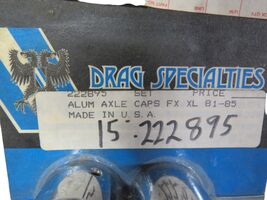 DRAG SPECIALTIES
222895 SET PRICE
ALUM AXLE CAPS FX XL 81-85
MADE IN U.S.A.
15-222895